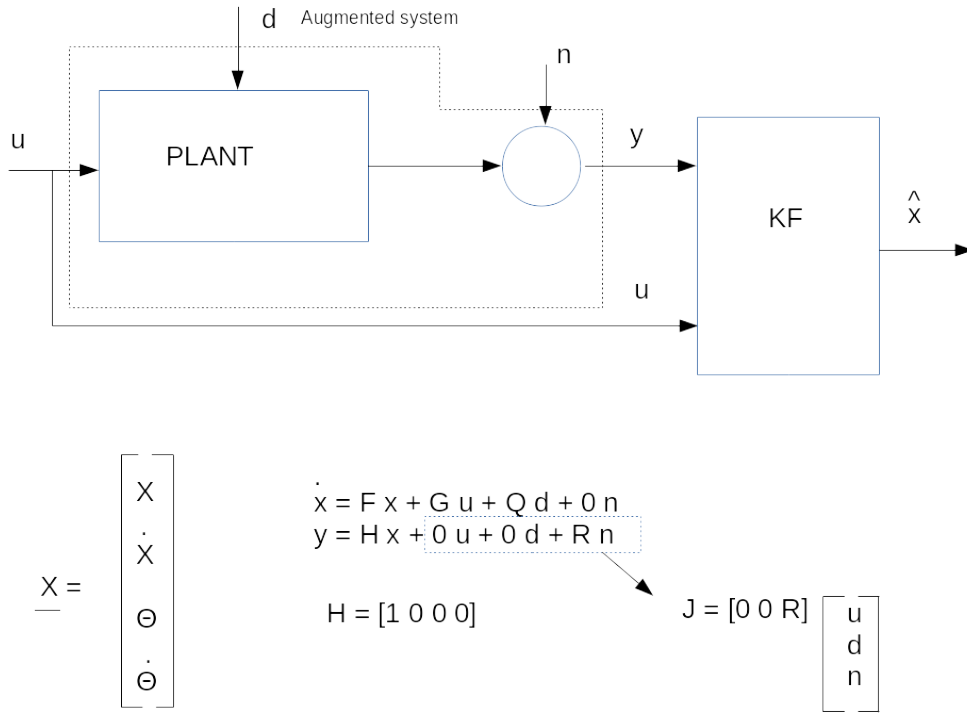 d Augmented system
n
u
PLANT
y
KF
^
x
u
X =
X
Ẋ
Θ
Θ̇
ẋ = F x + G u + Q d + 0 n
y = H x + 0 u + 0 d + R n
H = [1 0 0 0]
J = [0 0 R]
u
d
n